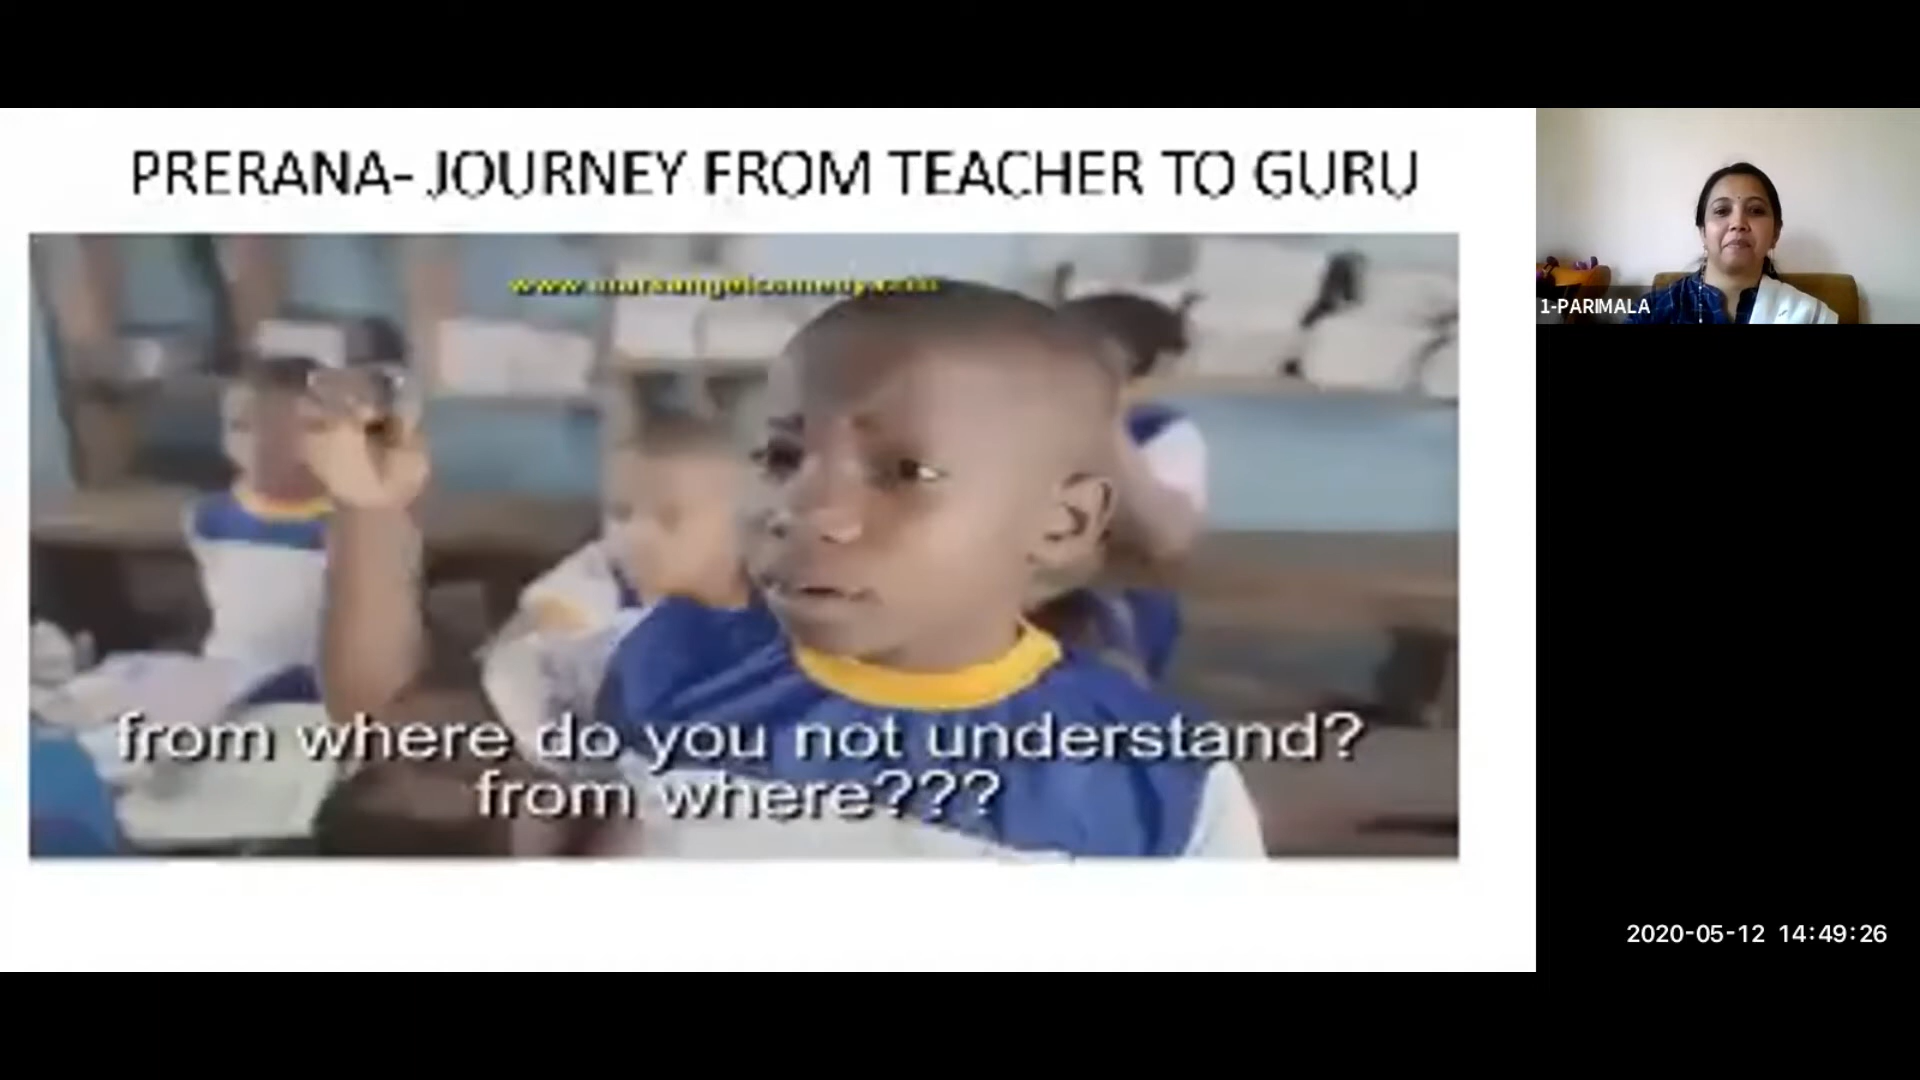 PRERANA- JOURNEY FROM TEACHER TO GURU
from where do you not understand?
from where???
1-PARIMALA
2020-05-12 14:49:26